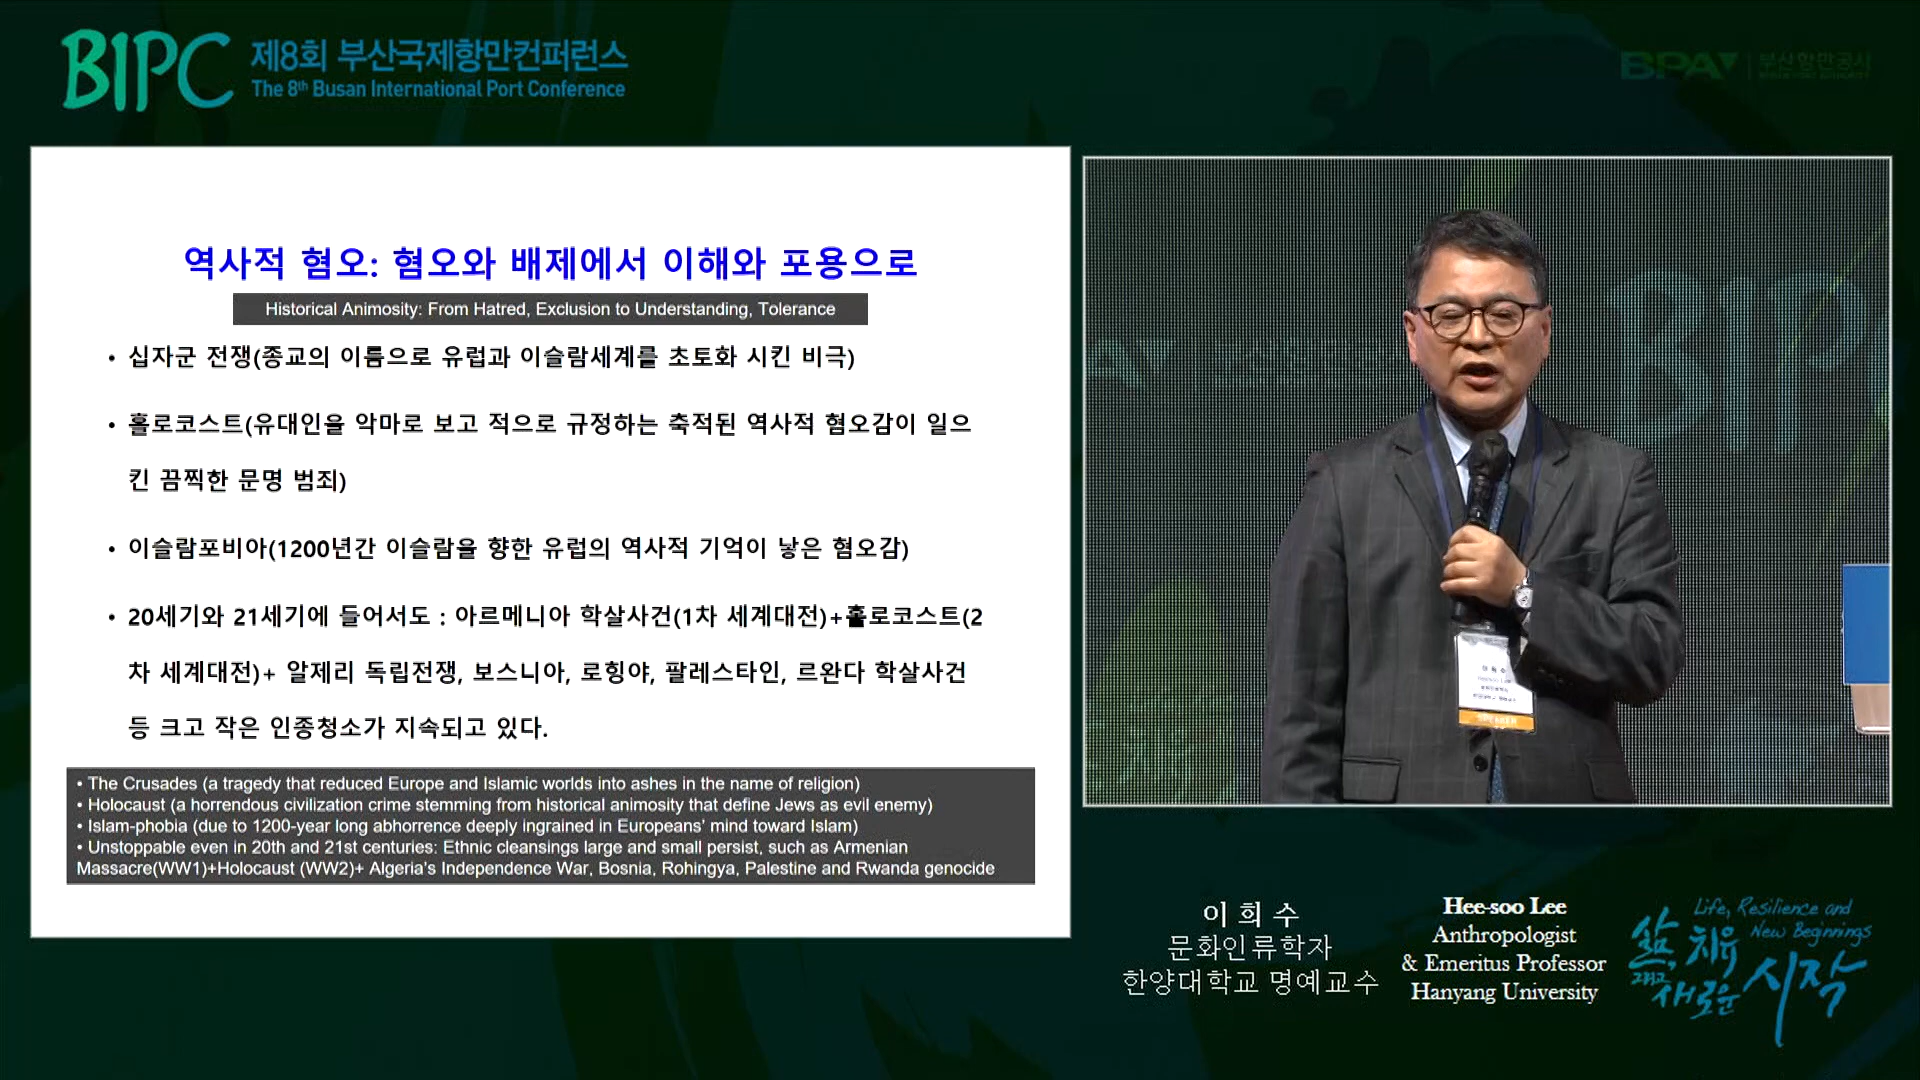 BIPC 제8회 부산국제항만컨퍼런스
The 8th Busan International Port Conference
BPA 부산항만공사
역사적 혐오: 혐오와 배제에서 이해와 포용으로
Historical Animosity: From Hatred, Exclusion to Understanding, Tolerance
• 십자군 전쟁(종교의 이름으로 유럽과 이슬람세계를 초토화 시킨 비극)
• 홀로코스트(유대인을 악마로 보고 적으로 규정하는 축적된 역사적 혐오감이 일으
킨 끔찍한 문명 범죄)
• 이슬람포비아(1200년간 이슬람을 향한 유럽의 역사적 기억이 낳은 혐오감)
• 20세기와 21세기에 들어서도 : 아르메니아 학살사건(1차 세계대전)+홀로코스트(2
차 세계대전)+ 알제리 독립전쟁, 보스니아, 로힝야, 팔레스타인, 르완다 학살사건
등 크고 작은 인종청소가 지속되고 있다.
• The Crusades (a tragedy that reduced Europe and Islamic worlds into ashes in the name of religion)
• Holocaust (a horrendous civilization crime stemming from historical animosity that define Jews as evil enemy)
• Islam-phobia (due to 1200-year long abhorrence deeply ingrained in Europeans' mind toward Islam)
• Unstoppable even in 20th and 21st centuries: Ethnic cleansings large and small persist, such as Armenian
Massacre(WW1)+Holocaust (WW2)+ Algeria's Independence War, Bosnia, Rohingya, Palestine and Rwanda genocide
BIPC
이 희 수
문화인류학자
한양대학교 명예교수
Hee-soo Lee
Anthropologist
& Emeritus Professor
Hanyang University
Life, Resilience and
New Beginnings
삶, 치유
그리고
새로운 시작